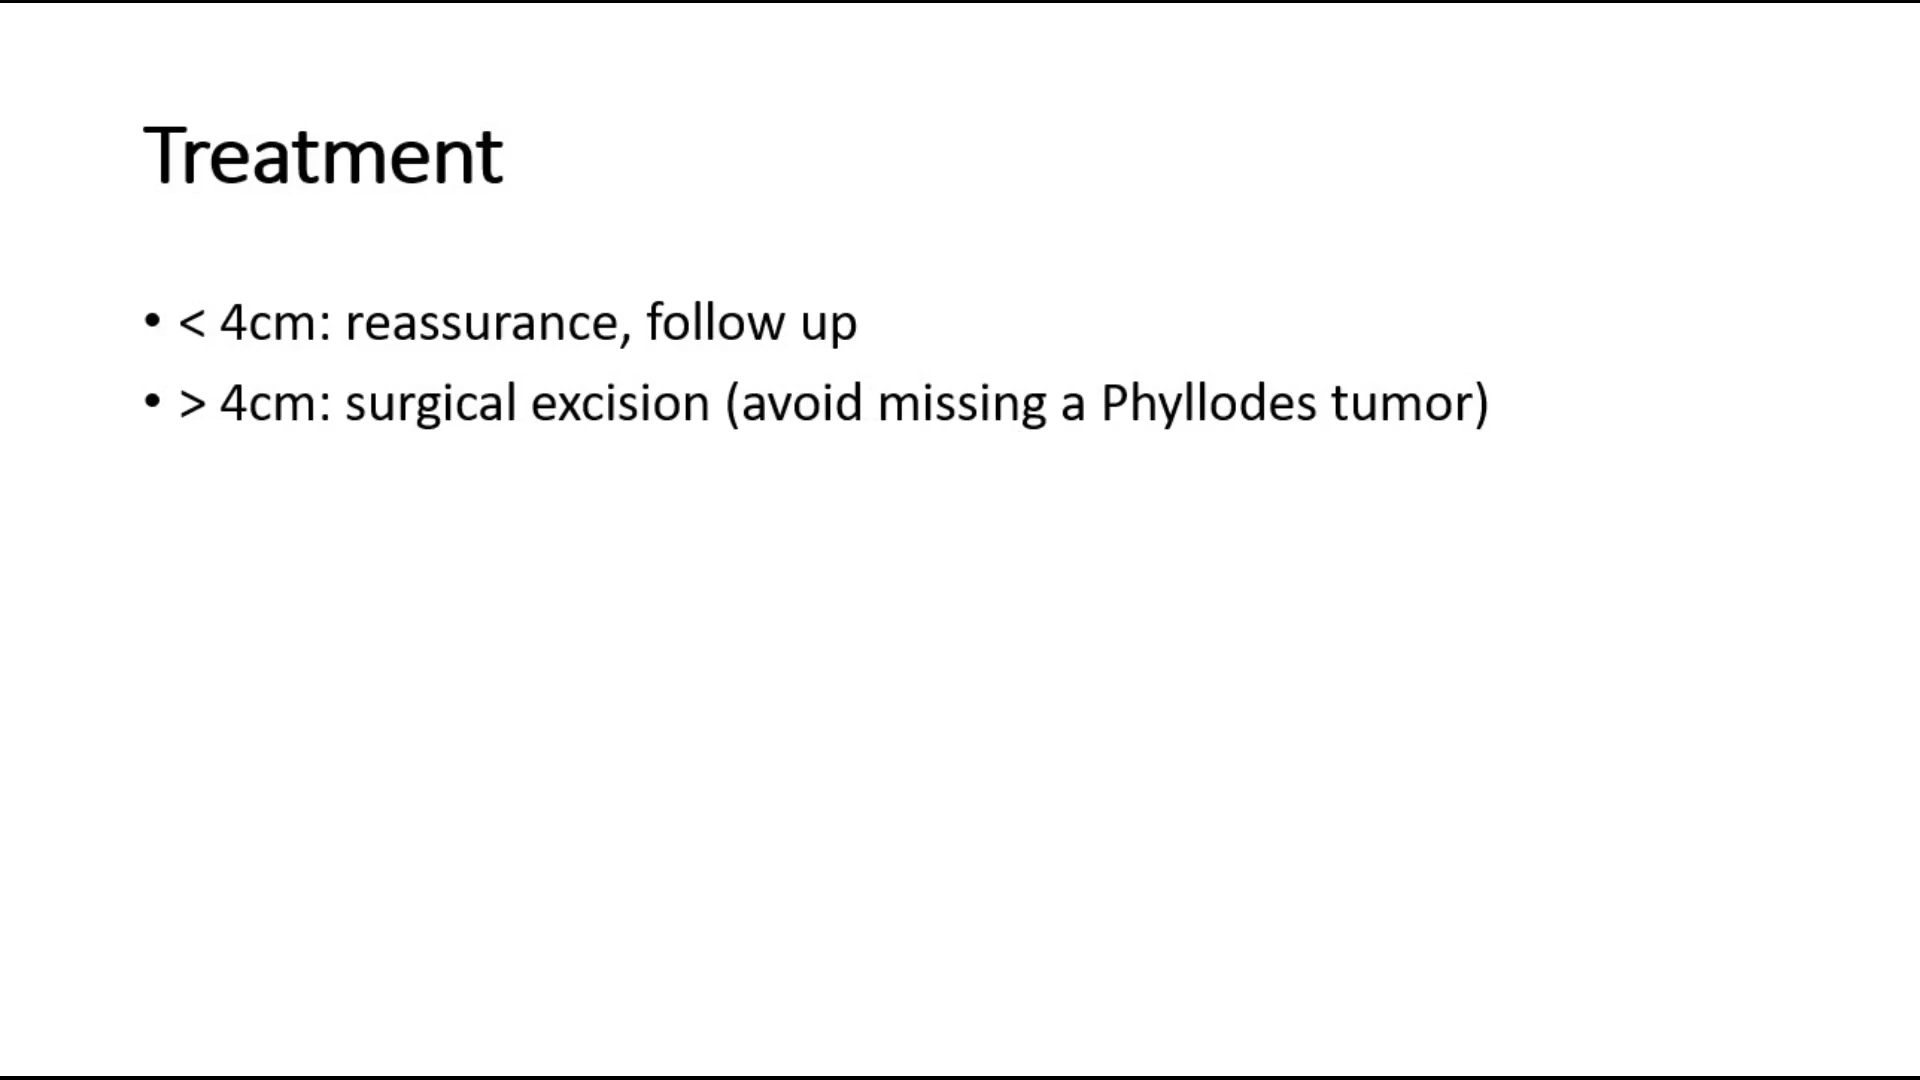 Treatment
• < 4cm: reassurance, follow up
• > 4cm: surgical excision (avoid missing a Phyllodes tumor)